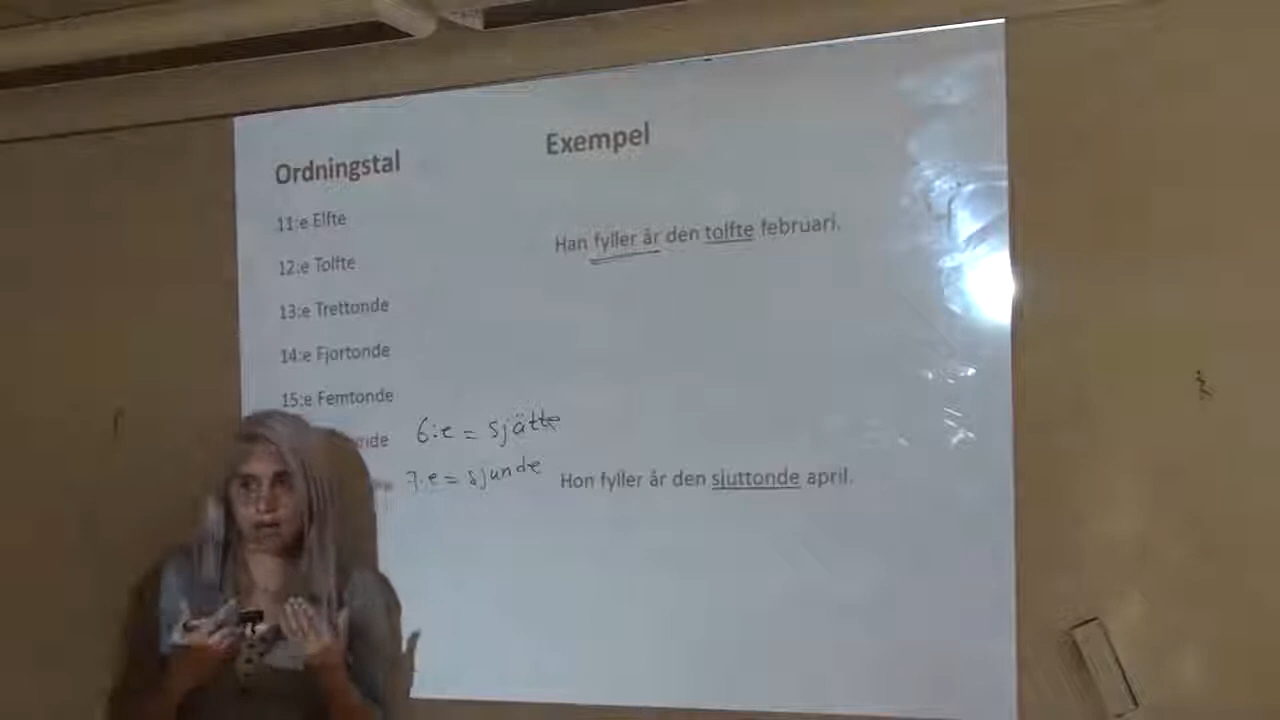 Ordningstal
Exempel
11:e Elfte
Han fyller år den tolfte februari.
12:e Tolfte
13:e Trettonde
14:e Fjortonde
15:e Femtonde
6:e = sjätte
7:e = sjunde
Hon fyller år den sjuttonde april.